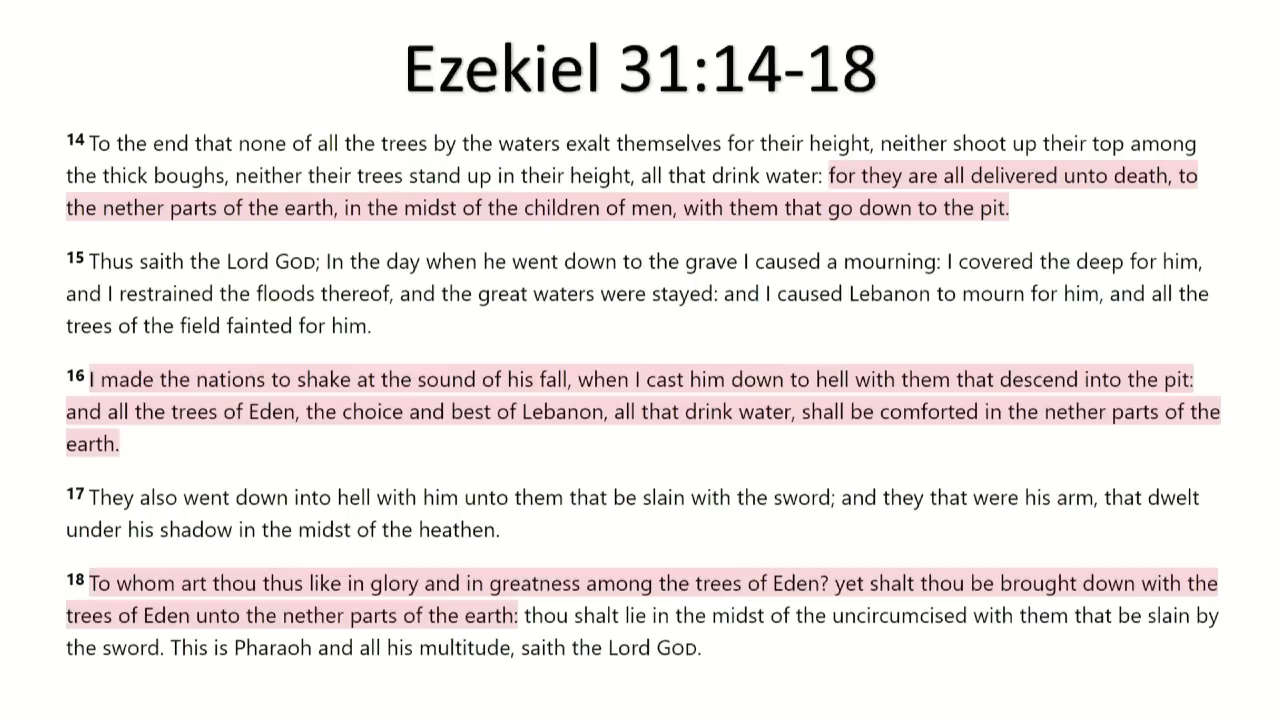 Ezekiel 31:14-18
14 To the end that none of all the trees by the waters exalt themselves for their height, neither shoot up their top among
the thick boughs, neither their trees stand up in their height, all that drink water: for they are all delivered unto death, to
the nether parts of the earth, in the midst of the children of men, with them that go down to the pit.
15 Thus saith the Lord GOD; In the day when he went down to the grave I caused a mourning: I covered the deep for him,
and I restrained the floods thereof, and the great waters were stayed: and I caused Lebanon to mourn for him, and all the
trees of the field fainted for him.
16 I made the nations to shake at the sound of his fall, when I cast him down to hell with them that descend into the pit:
and all the trees of Eden, the choice and best of Lebanon, all that drink water, shall be comforted in the nether parts of the
earth.
17 They also went down into hell with him unto them that be slain with the sword; and they that were his arm, that dwelt
under his shadow in the midst of the heathen.
18 To whom art thou thus like in glory and in greatness among the trees of Eden? yet shalt thou be brought down with the
trees of Eden unto the nether parts of the earth: thou shalt lie in the midst of the uncircumcised with them that be slain by
the sword. This is Pharaoh and all his multitude, saith the Lord GOD.